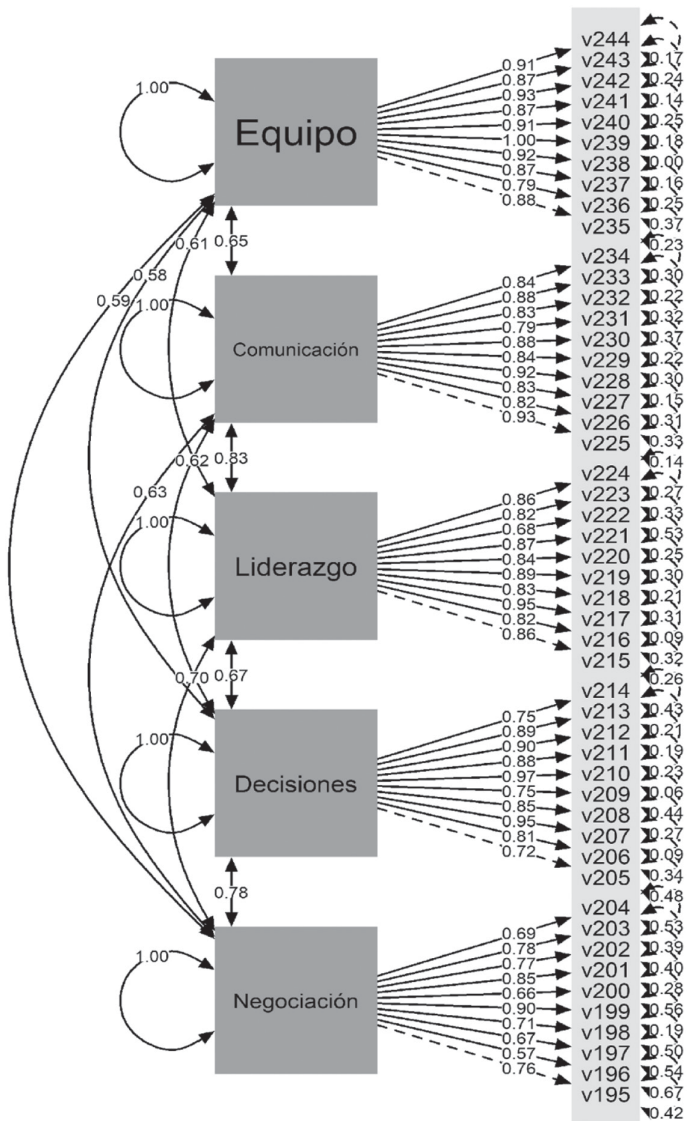 v244
v243
v242
v241
v240
v239
v238
v237
v236
v235
0.91
0.87
0.93
0.87
0.91
1.00
0.92
0.87
0.79
0.88
0.17
0.24
0.14
0.25
0.18
0.00
0.16
0.25
0.37
0.23
1.00
Equipo
0.61
0.65
0.58
0.59
v234
v233
v232
v231
v230
v229
v228
v227
v226
v225
0.84
0.88
0.83
0.79
0.88
0.84
0.92
0.83
0.82
0.93
0.30
0.22
0.32
0.37
0.22
0.30
0.15
0.31
0.33
0.14
1.00
Comunicación
0.62
0.83
0.63
v224
v223
v222
v221
v220
v219
v218
v217
v216
v215
0.86
0.82
0.68
0.87
0.84
0.89
0.83
0.95
0.82
0.86
0.27
0.33
0.53
0.25
0.30
0.21
0.31
0.09
0.32
0.26
1.00
Liderazgo
0.70
0.67
v214
v213
v212
v211
v210
v209
v208
v207
v206
v205
0.75
0.89
0.90
0.88
0.97
0.75
0.85
0.95
0.81
0.72
0.43
0.21
0.19
0.23
0.06
0.44
0.27
0.09
0.34
0.48
1.00
Decisiones
0.78
v204
v203
v202
v201
v200
v199
v198
v197
v196
v195
0.69
0.78
0.77
0.85
0.66
0.90
0.71
0.67
0.57
0.76
0.53
0.39
0.40
0.28
0.56
0.19
0.50
0.54
0.67
0.42
1.00
Negociación